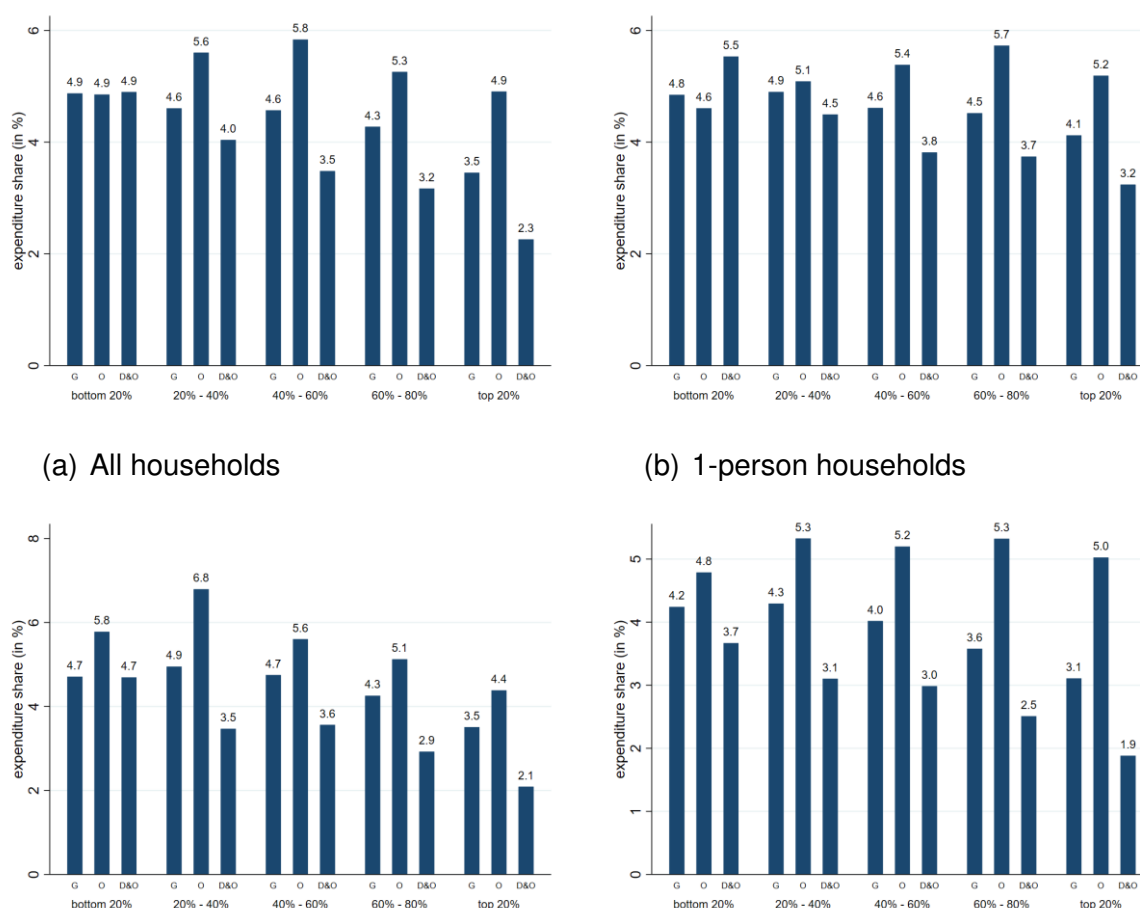 expenditure share (in %)
6
4
2
0
4.9 4.9 4.9 4.6 5.6 4.0 4.6 5.8 3.5 4.3 5.3 3.2 3.5 4.9 2.3
G O D&O G O D&O G O D&O G O D&O G O D&O
bottom 20% 20% - 40% 40% - 60% 60% - 80% top 20%
(a) All households
expenditure share (in %)
6
4
2
0
4.8 4.6 5.5 4.9 5.1 4.5 4.6 5.4 3.8 4.5 5.7 3.7 4.1 5.2 3.2
G O D&O G O D&O G O D&O G O D&O G O D&O
bottom 20% 20% - 40% 40% - 60% 60% - 80% top 20%
(b) 1-person households
expenditure share (in %)
8
6
4
2
0
4.7 5.8 4.7 4.9 6.8 3.5 4.7 5.6 3.6 4.3 5.1 2.9 3.5 4.4 2.1
G O D&O G O D&O G O D&O G O D&O G O D&O
bottom 20% 20% - 40% 40% - 60% 60% - 80% top 20%
expenditure share (in %)
5
4
3
2
1
0
4.2 4.8 3.7 4.3 5.3 3.1 4.0 5.2 3.0 3.6 5.3 2.5 3.1 5.0 1.9
G O D&O G O D&O G O D&O G O D&O G O D&O
bottom 20% 20% - 40% 40% - 60% 60% - 80% top 20%